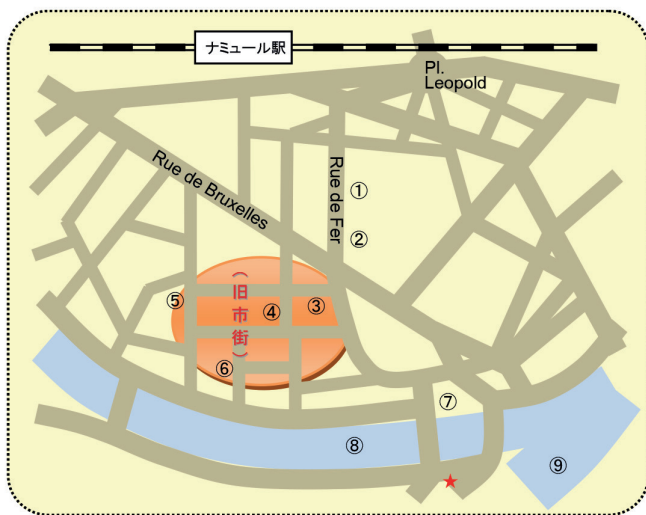 ナミュール駅
Pl.
Leopold
Rue de Bruxelles
Rue de Fer
①
②
（旧市街）
③
④
⑤
⑥
⑦
⑧
⑨
★